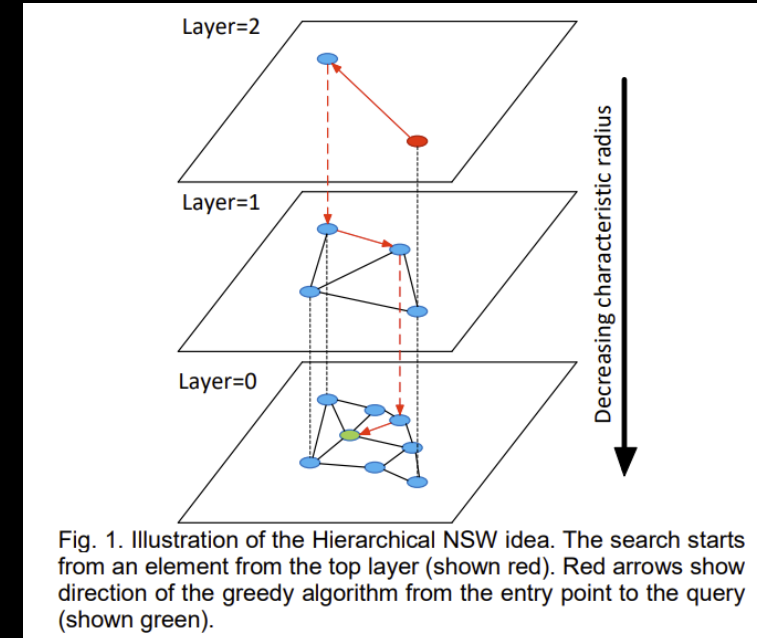 Layer=2
Layer=1
Layer=0
Decreasing characteristic radius
Fig. 1. Illustration of the Hierarchical NSW idea. The search starts
from an element from the top layer (shown red). Red arrows show
direction of the greedy algorithm from the entry point to the query
(shown green).